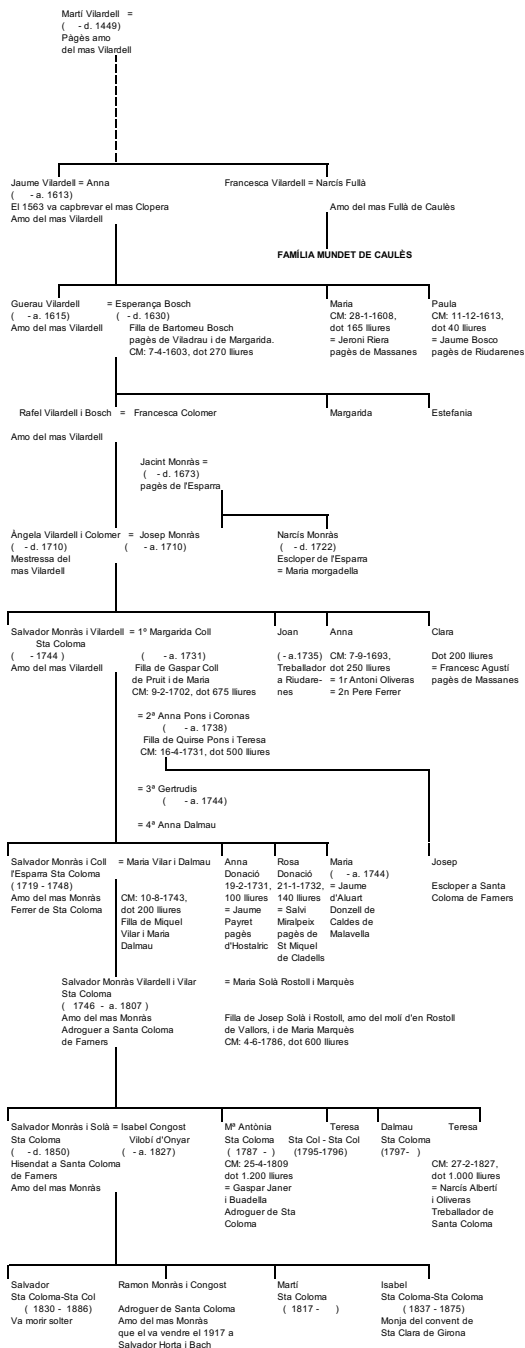 Martí Vilardell =
( - d. 1449)
Pàgès amo
del mas Vilardell
Jaume Vilardell = Anna
( - a. 1613)
El 1563 va capbrevar el mas Clopera
Amo del mas Vilardell
Francesca Vilardell = Narcís Fullà
Amo del mas Fullà de Caulès
FAMÍLIA MUNDET DE CAULÈS
Guerau Vilardell = Esperança Bosch
( - a. 1615) ( - d. 1630)
Amo del mas Vilardell Filla de Bartomeu Bosch
pagès de Viladrau i de Margarida.
CM: 7-4-1603, dot 270 lliures
Maria
CM: 28-1-1608,
dot 165 lliures
= Jeroni Riera
pagès de Massanes
Paula
CM: 11-12-1613,
dot 40 lliures
= Jaume Bosco
pagès de Riudarenes
Rafel Vilardell i Bosch = Francesca Colomer
Amo del mas Vilardell
Margarida
Estefania
Jacint Monràs =
( - d. 1673)
pagès de l'Esparra
Àngela Vilardell i Colomer = Josep Monràs
( - d. 1710) ( - a. 1710)
Mestressa del
mas Vilardell
Narcís Monràs
( - d. 1722)
Escloper de l'Esparra
= Maria morgadella
Salvador Monràs i Vilardell = 1º Margarida Coll
Sta Coloma
( - 1744 ) ( - a. 1731)
Amo del mas Vilardell Filla de Gaspar Coll
de Pruit i de Maria
CM: 9-2-1702, dot 675 lliures
= 2ª Anna Pons i Coronas
( - a. 1738)
Filla de Quirse Pons i Teresa
CM: 16-4-1731, dot 500 lliures
= 3ª Gertrudis
( - a. 1744)
= 4ª Anna Dalmau
Joan
( - a.1735)
Treballador
a Riudare-
nes
Anna
CM: 7-9-1693,
dot 250 lliures
= 1r Antoni Oliveras
= 2n Pere Ferrer
Clara
Dot 200 lliures
= Francesc Agustí
pagès de Massanes
Salvador Monràs i Coll = Maria Vilar i Dalmau
l'Esparra Sta Coloma
( 1719 - 1748)
Amo del mas Monràs CM: 10-8-1743,
Ferrer de Sta Coloma dot 200 lliures
Filla de Miquel
Vilar i Maria
Dalmau
Anna
Donació
19-2-1731,
100 lliures
= Jaume
Payret
pagès
d'Hostalric
Rosa
Donació
21-1-1732,
140 lliures
= Salvi
Miralpeix
pagès de
St Miquel
de Cladells
Maria
( - a. 1744)
= Jaume
d'Aluart
Donzell de
Caldes de
Malavella
Josep
Escloper a Santa
Coloma de Farners
Salvador Monràs Vilardell i Vilar = Maria Solà Rostoll i Marquès
Sta Coloma
( 1746 - a. 1807 )
Amo del mas Monràs
Adroguer a Santa Coloma
de Farners
Filla de Josep Solà i Rostoll, amo del molí d'en Rostoll
de Vallors, i de Maria Marquès
CM: 4-6-1786, dot 600 lliures
Salvador Monràs i Solà = Isabel Congost
Sta Coloma Vilobí d'Onyar
( - d. 1850) ( - a. 1827)
Hisendat a Santa Coloma
de Farners
Amo del mas Monràs
Mª Antònia
Sta Coloma
( 1787 - )
CM: 25-4-1809
dot 1.200 lliures
= Gaspar Janer
i Buadella
Adroguer de Sta
Coloma
Teresa
Sta Col - Sta Col
(1795-1796)
Dalmau
Sta Coloma
(1797- )
Teresa
CM: 27-2-1827,
dot 1.000 lliures
= Narcís Albertí
i Oliveras
Treballador de
Santa Coloma
Salvador
Sta Coloma-Sta Col
( 1830 - 1886)
Va morir solter
Ramon Monràs i Congost
Adroguer de Santa Coloma
Amo del mas Monràs
que el va vendre el 1917 a
Salvador Horta i Bach
Martí
Sta Coloma
( 1817 - )
Isabel
Sta Coloma-Sta Coloma
( 1837 - 1875)
Monja del convent de
Sta Clara de Girona